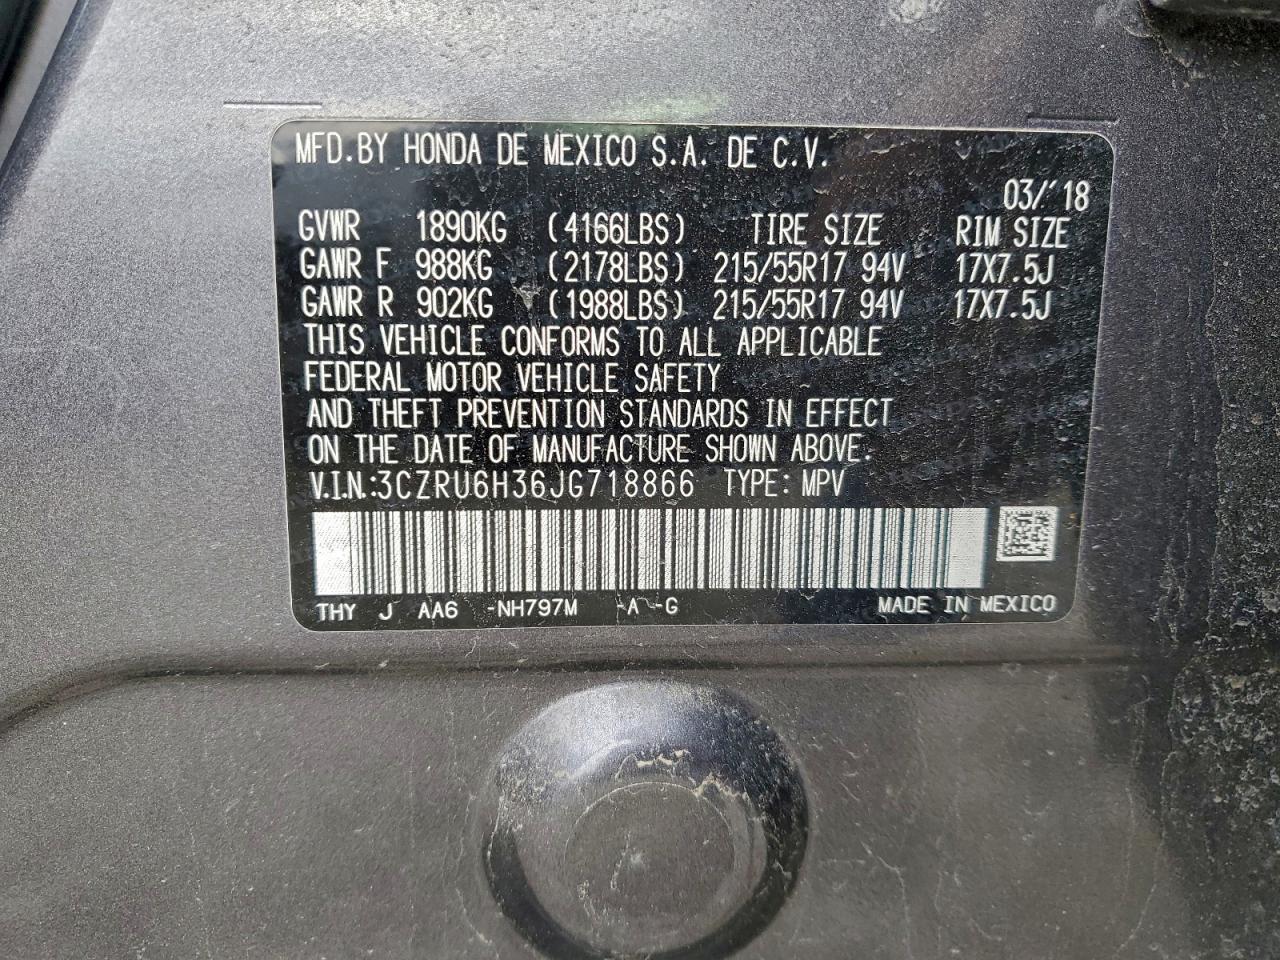 MFD.BY HONDA DE MEXICO S.A. DE C.V.
03/'18
GVWR 1890KG (4166LBS) TIRE SIZE RIM SIZE
GAWR F 988KG (2178LBS) 215/55R17 94V 17X7.5J
GAWR R 902KG (1988LBS) 215/55R17 94V 17X7.5J
THIS VEHICLE CONFORMS TO ALL APPLICABLE
FEDERAL MOTOR VEHICLE SAFETY
AND THEFT PREVENTION STANDARDS IN EFFECT
ON THE DATE OF MANUFACTURE SHOWN ABOVE.
V.I.N.:3CZRU6H36JG718866 TYPE: MPV
THY J AA6 -NH797M -A -G MADE IN MEXICO